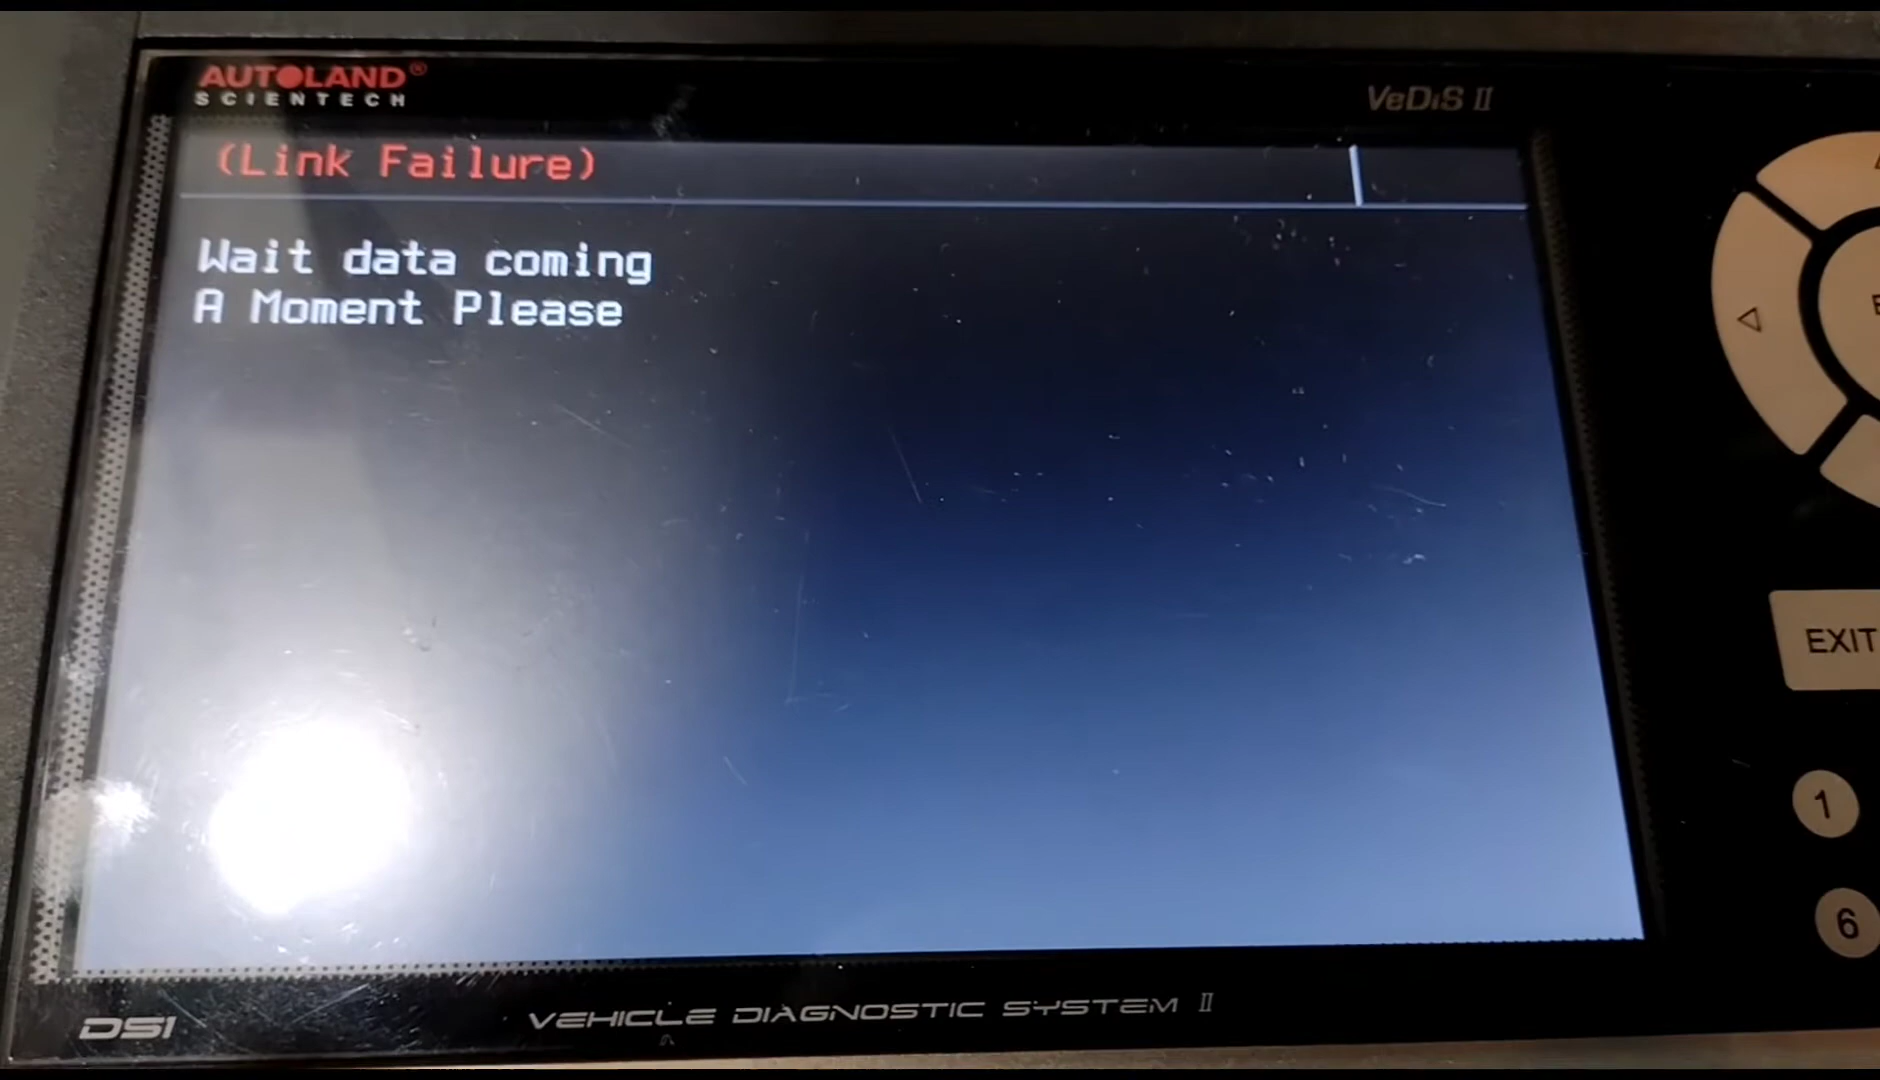 AUTOLAND®
SCIENTECH
VeDiS II
(Link Failure)
Wait data coming
A Moment Please
EXIT
1
6
DSI
VEHICLE DIAGNOSTIC SYSTEM II